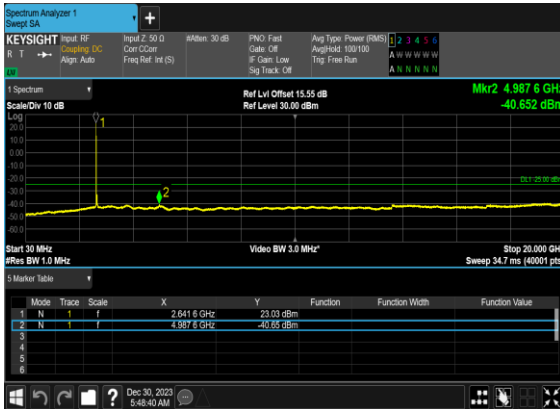 Spectrum Analyzer 1
Swept SA
+
KEYSIGHT Input: RF Input Z: 50 Ω #Atten: 30 dB PNO: Fast Avg Type: Power (RMS) 1 2 3 4 5 6
R T Coupling: DC Corr CCorr Gate: Off Avg|Hold: 100/100 A W W W W W
Align: Auto Freq Ref: Int (S) IF Gain: Low Trig: Free Run
Sig Track: Off A N N N N N
1 Spectrum
Scale/Div 10 dB
Ref Lvl Offset 15.55 dB
Ref Level 30.00 dBm
Mkr2 4.987 6 GHz
-40.652 dBm
Log
20.0
10.0
0.00
-10.0
-20.0
-30.0
-40.0
-50.0
-60.0
1
2
DL1 -25.00 dBm
Start 30 MHz Video BW 3.0 MHz* Stop 20.000 GHz
#Res BW 1.0 MHz Sweep 34.7 ms (40001 pts)
5 Marker Table
Mode Trace Scale X Y Function Function Width Function Value
1 N 1 f 2.641 6 GHz 23.03 dBm
2 N 1 f 4.987 6 GHz -40.65 dBm
3
4
5
6
? Dec 30, 2023
5:48:40 AM